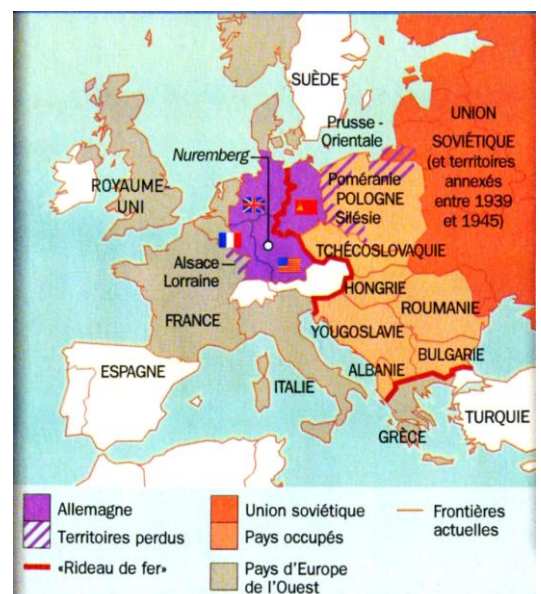 SUÈDE
UNION
SOVIÉTIQUE
(et territoires
annexés
entre 1939
et 1945)
Prusse -
Orientale
Nuremberg
Poméranie
POLOGNE
Silésie
ROYAUME-
UNI
TCHÉCOSLOVAQUIE
Alsace
Lorraine
HONGRIE
ROUMANIE
FRANCE
YOUGOSLAVIE
BULGARIE
ESPAGNE
ALBANIE
ITALIE
TURQUIE
GRÈCE
Allemagne
Territoires perdus
«Rideau de fer»
Union soviétique
Pays occupés
Pays d'Europe
de l'Ouest
Frontières
actuelles